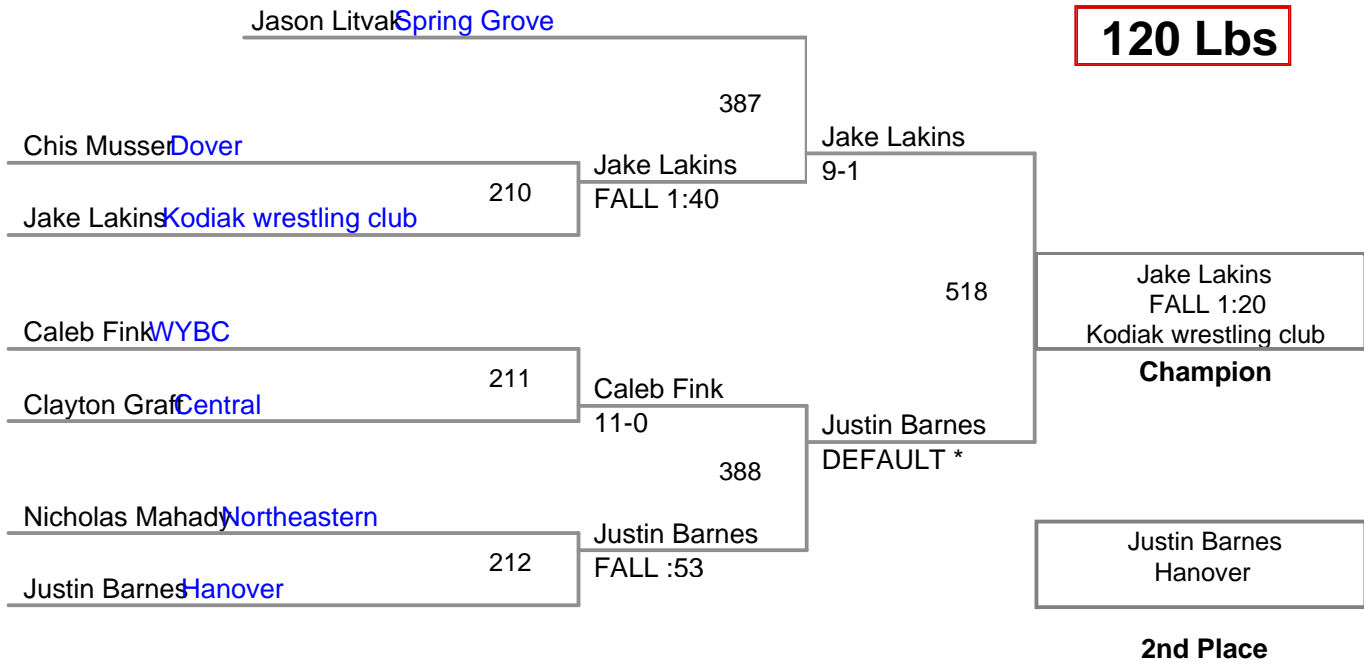 Jason Litvak Spring Grove
120 Lbs
387
Chis Musser Dover
Jake Lakins
Jake Lakins
9-1
210
FALL 1:40
Jake Lakins Kodiak wrestling club
518
Jake Lakins
FALL 1:20
Kodiak wrestling club
Champion
Caleb Fink WYBC
211
Caleb Fink
Clayton Graft Central
11-0
Justin Barnes
DEFAULT *
388
Nicholas Mahady Northeastern
Justin Barnes
212
FALL :53
Justin Barnes Hanover
Justin Barnes
Hanover
2nd Place